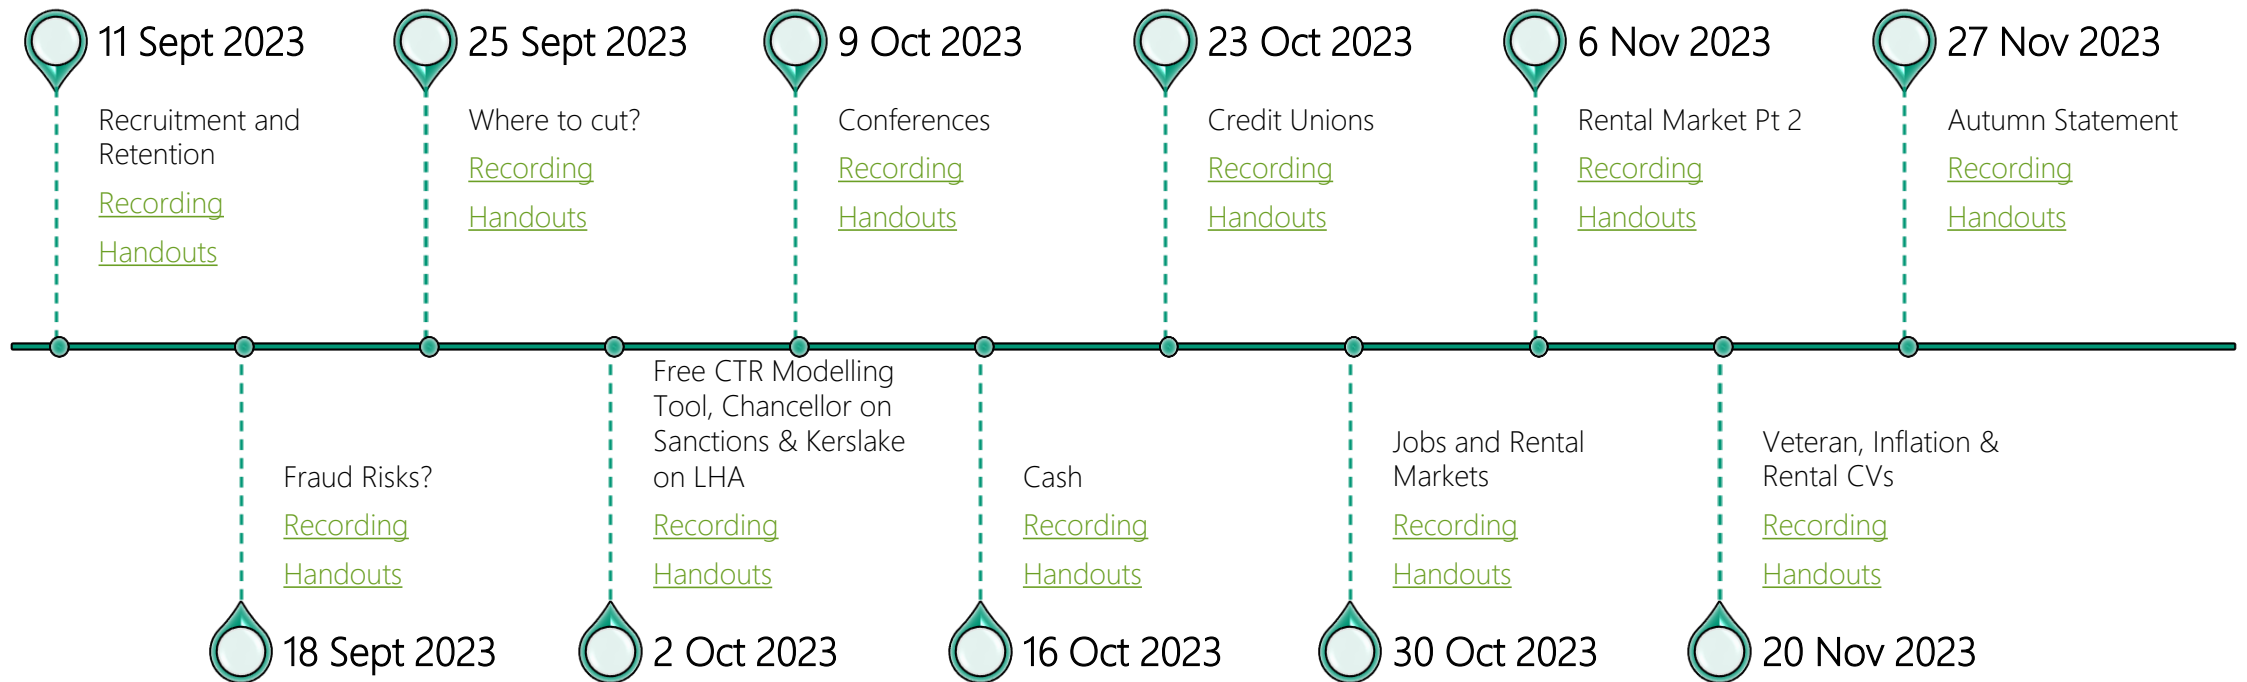 11 Sept 2023
Recruitment and
Retention
Recording
Handouts
25 Sept 2023
Where to cut?
Recording
Handouts
9 Oct 2023
Conferences
Recording
Handouts
23 Oct 2023
Credit Unions
Recording
Handouts
6 Nov 2023
Rental Market Pt 2
Recording
Handouts
27 Nov 2023
Autumn Statement
Recording
Handouts
Fraud Risks?
Recording
Handouts
18 Sept 2023
Free CTR Modelling
Tool, Chancellor on
Sanctions & Kerslake
on LHA
Recording
Handouts
2 Oct 2023
Cash
Recording
Handouts
16 Oct 2023
Jobs and Rental
Markets
Recording
Handouts
30 Oct 2023
Veteran, Inflation &
Rental CVs
Recording
Handouts
20 Nov 2023